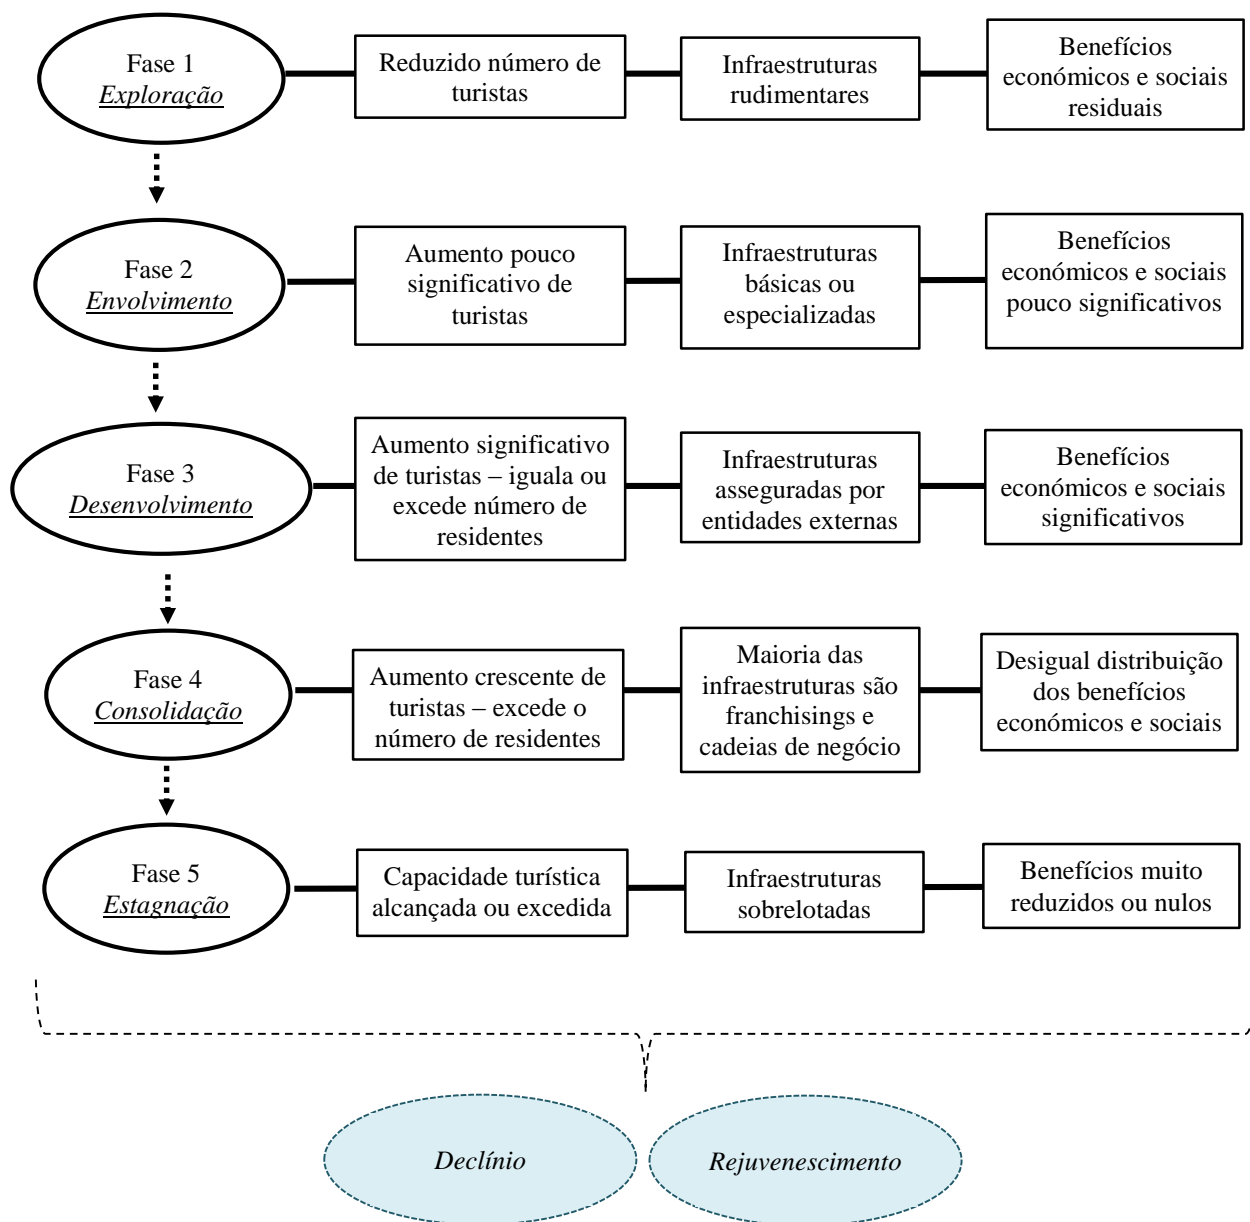 Fase 1
Exploração
Reduzido número de
turistas
Infraestruturas
rudimentares
Benefícios
económicos e sociais
residuais
Fase 2
Envolvimento
Aumento pouco
significativo de
turistas
Infraestruturas
básicas ou
especializadas
Benefícios
económicos e sociais
pouco significativos
Fase 3
Desenvolvimento
Aumento significativo
de turistas – iguala ou
excede número de
residentes
Infraestruturas
asseguradas por
entidades externas
Benefícios
económicos e sociais
significativos
Fase 4
Consolidação
Aumento crescente de
turistas – excede o
número de residentes
Maioria das
infraestruturas são
franchisings e
cadeias de negócio
Desigual distribuição
dos benefícios
económicos e sociais
Fase 5
Estagnação
Capacidade turística
alcançada ou excedida
Infraestruturas
sobrelotadas
Benefícios muito
reduzidos ou nulos
Declínio
Rejuvenescimento